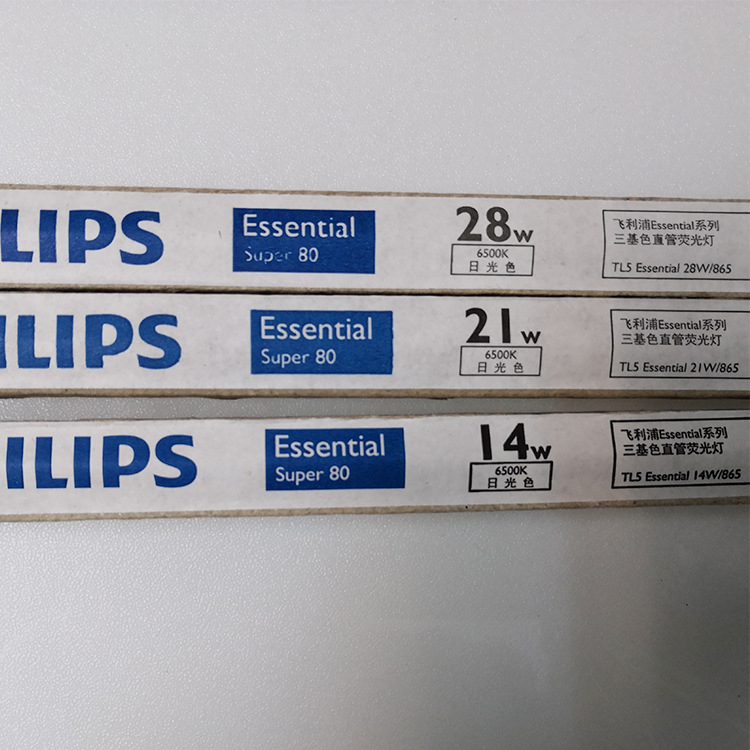 ILIPS
Essential
Super 80
28W
6500K
日光色
飞利浦Essential系列
三基色直管荧光灯
TL5 Essential 28W/865
ILIPS
Essential
Super 80
21W
6500K
日光色
飞利浦Essential系列
三基色直管荧光灯
TL5 Essential 21W/865
ILIPS
Essential
Super 80
14W
6500K
日光色
飞利浦Essential系列
三基色直管荧光灯
TL5 Essential 14W/865